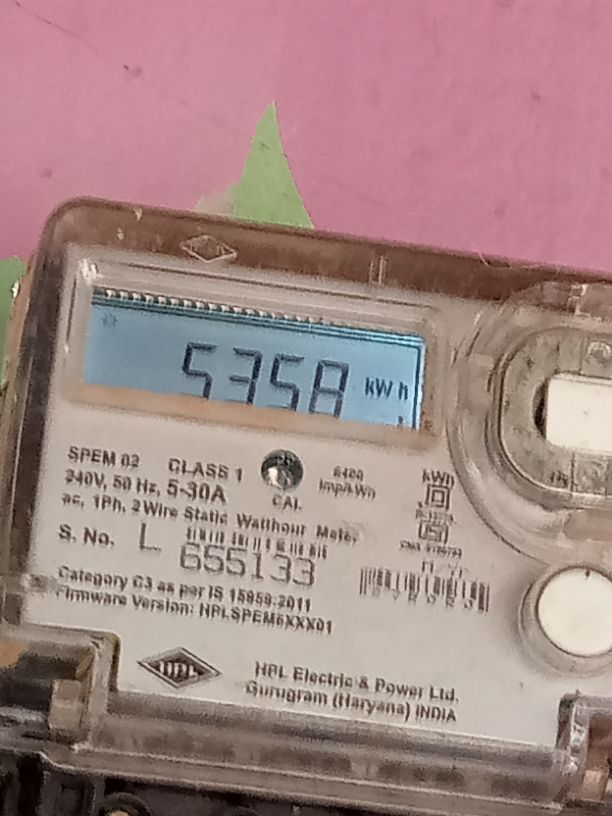 5358 kWh
SPEM 02 CLASS 1
240V, 50 Hz, 5-30A
6400
Imp/kWh
CAL
ac, 1Ph, 2Wire Static Watthour Meter
kWh
S. No. L 655133
Category C3 as per IS 15959:2011
Firmware Version:
HPL
HPL Electric & Power Ltd.
Gurugram (Haryana) INDIA